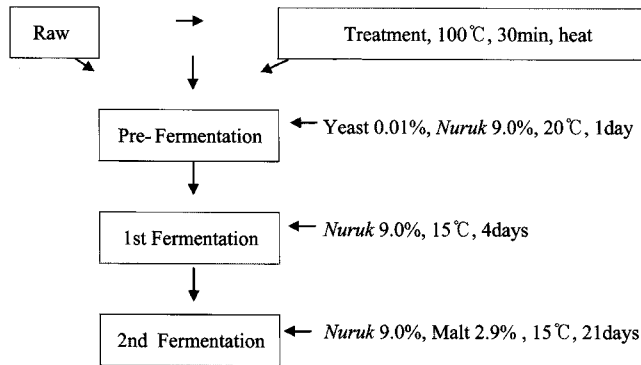 Raw
Treatment, 100℃, 30min, heat
Pre- Fermentation
Yeast 0.01%, Nuruk 9.0%, 20℃, 1day
1st Fermentation
Nuruk 9.0%, 15℃, 4days
2nd Fermentation
Nuruk 9.0%, Malt 2.9% , 15℃, 21days